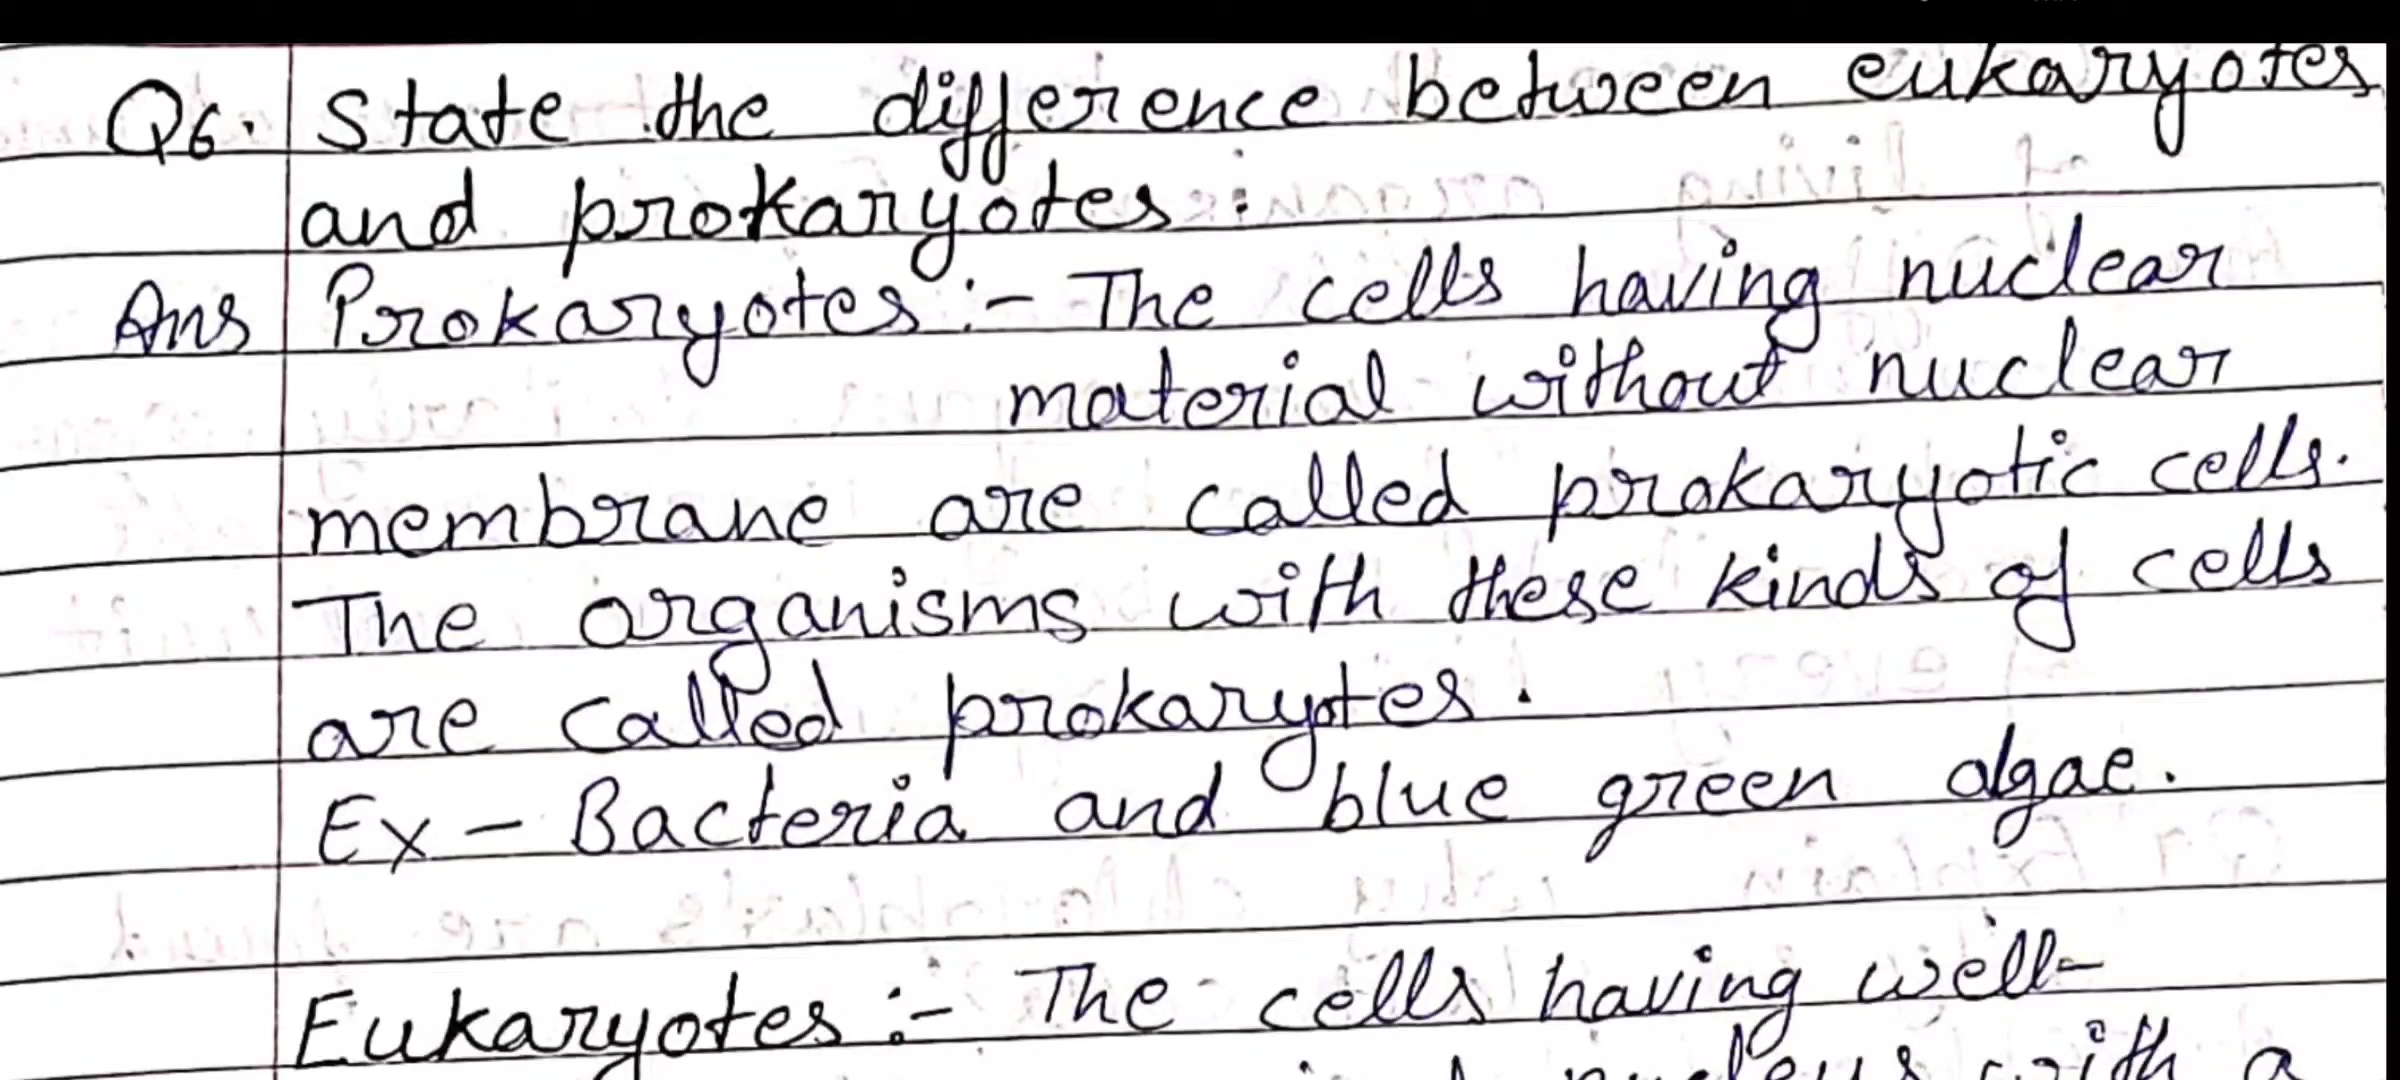 Q6. State the difference between eukaryotes
and prokaryotes.
Ans Prokaryotes :- The cells having nuclear
material without nuclear
membrane are called prokaryotic cells.
The organisms with these kinds of cells
are called prokaryotes.
Ex - Bacteria and blue green algae.
Eukaryotes :- The cells having well-
nucleus with a